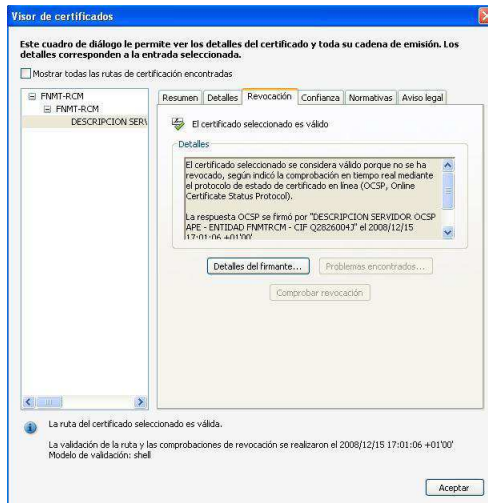 Visor de certificados
Este cuadro de diálogo le permite ver los detalles del certificado y toda su cadena de emisión. Los
detalles corresponden a la entrada seleccionada.
Mostrar todas las rutas de certificación encontradas
FNMT-RCM
FNMT-RCM
DESCRIPCION SER
Resumen Detalles Revocación Confianza Normativas Aviso legal
El certificado seleccionado es válido
Detalles
El certificado seleccionado se considera válido porque no se ha
revocado, según indicó la comprobación en tiempo real mediante
el protocolo de estado de certificado en línea (OCSP, Online
Certificate Status Protocol).
La respuesta OCSP se firmó por "DESCRIPCION SERVIDOR OCSP
APE - ENTIDAD FNMTRCM - CIF Q2826004J" el 2008/12/15
17:01:06 +01'00'
Detalles del firmante... Problemas encontrados...
Comprobar revocación
La ruta del certificado seleccionado es válida.
La validación de la ruta y las comprobaciones de revocación se realizaron el 2008/12/15 17:01:06 +01'00'
Modelo de validación: shell
Aceptar